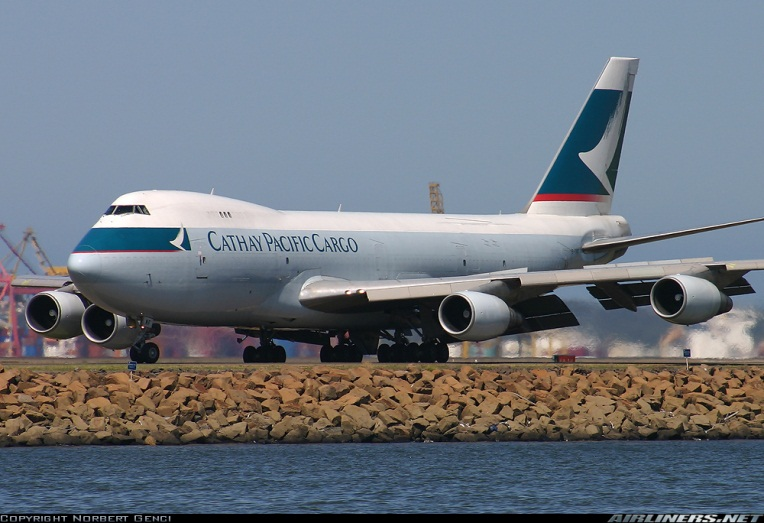 Cathay Pacific Cargo
Copyright Norbert Genci
AIRLINERS.NET